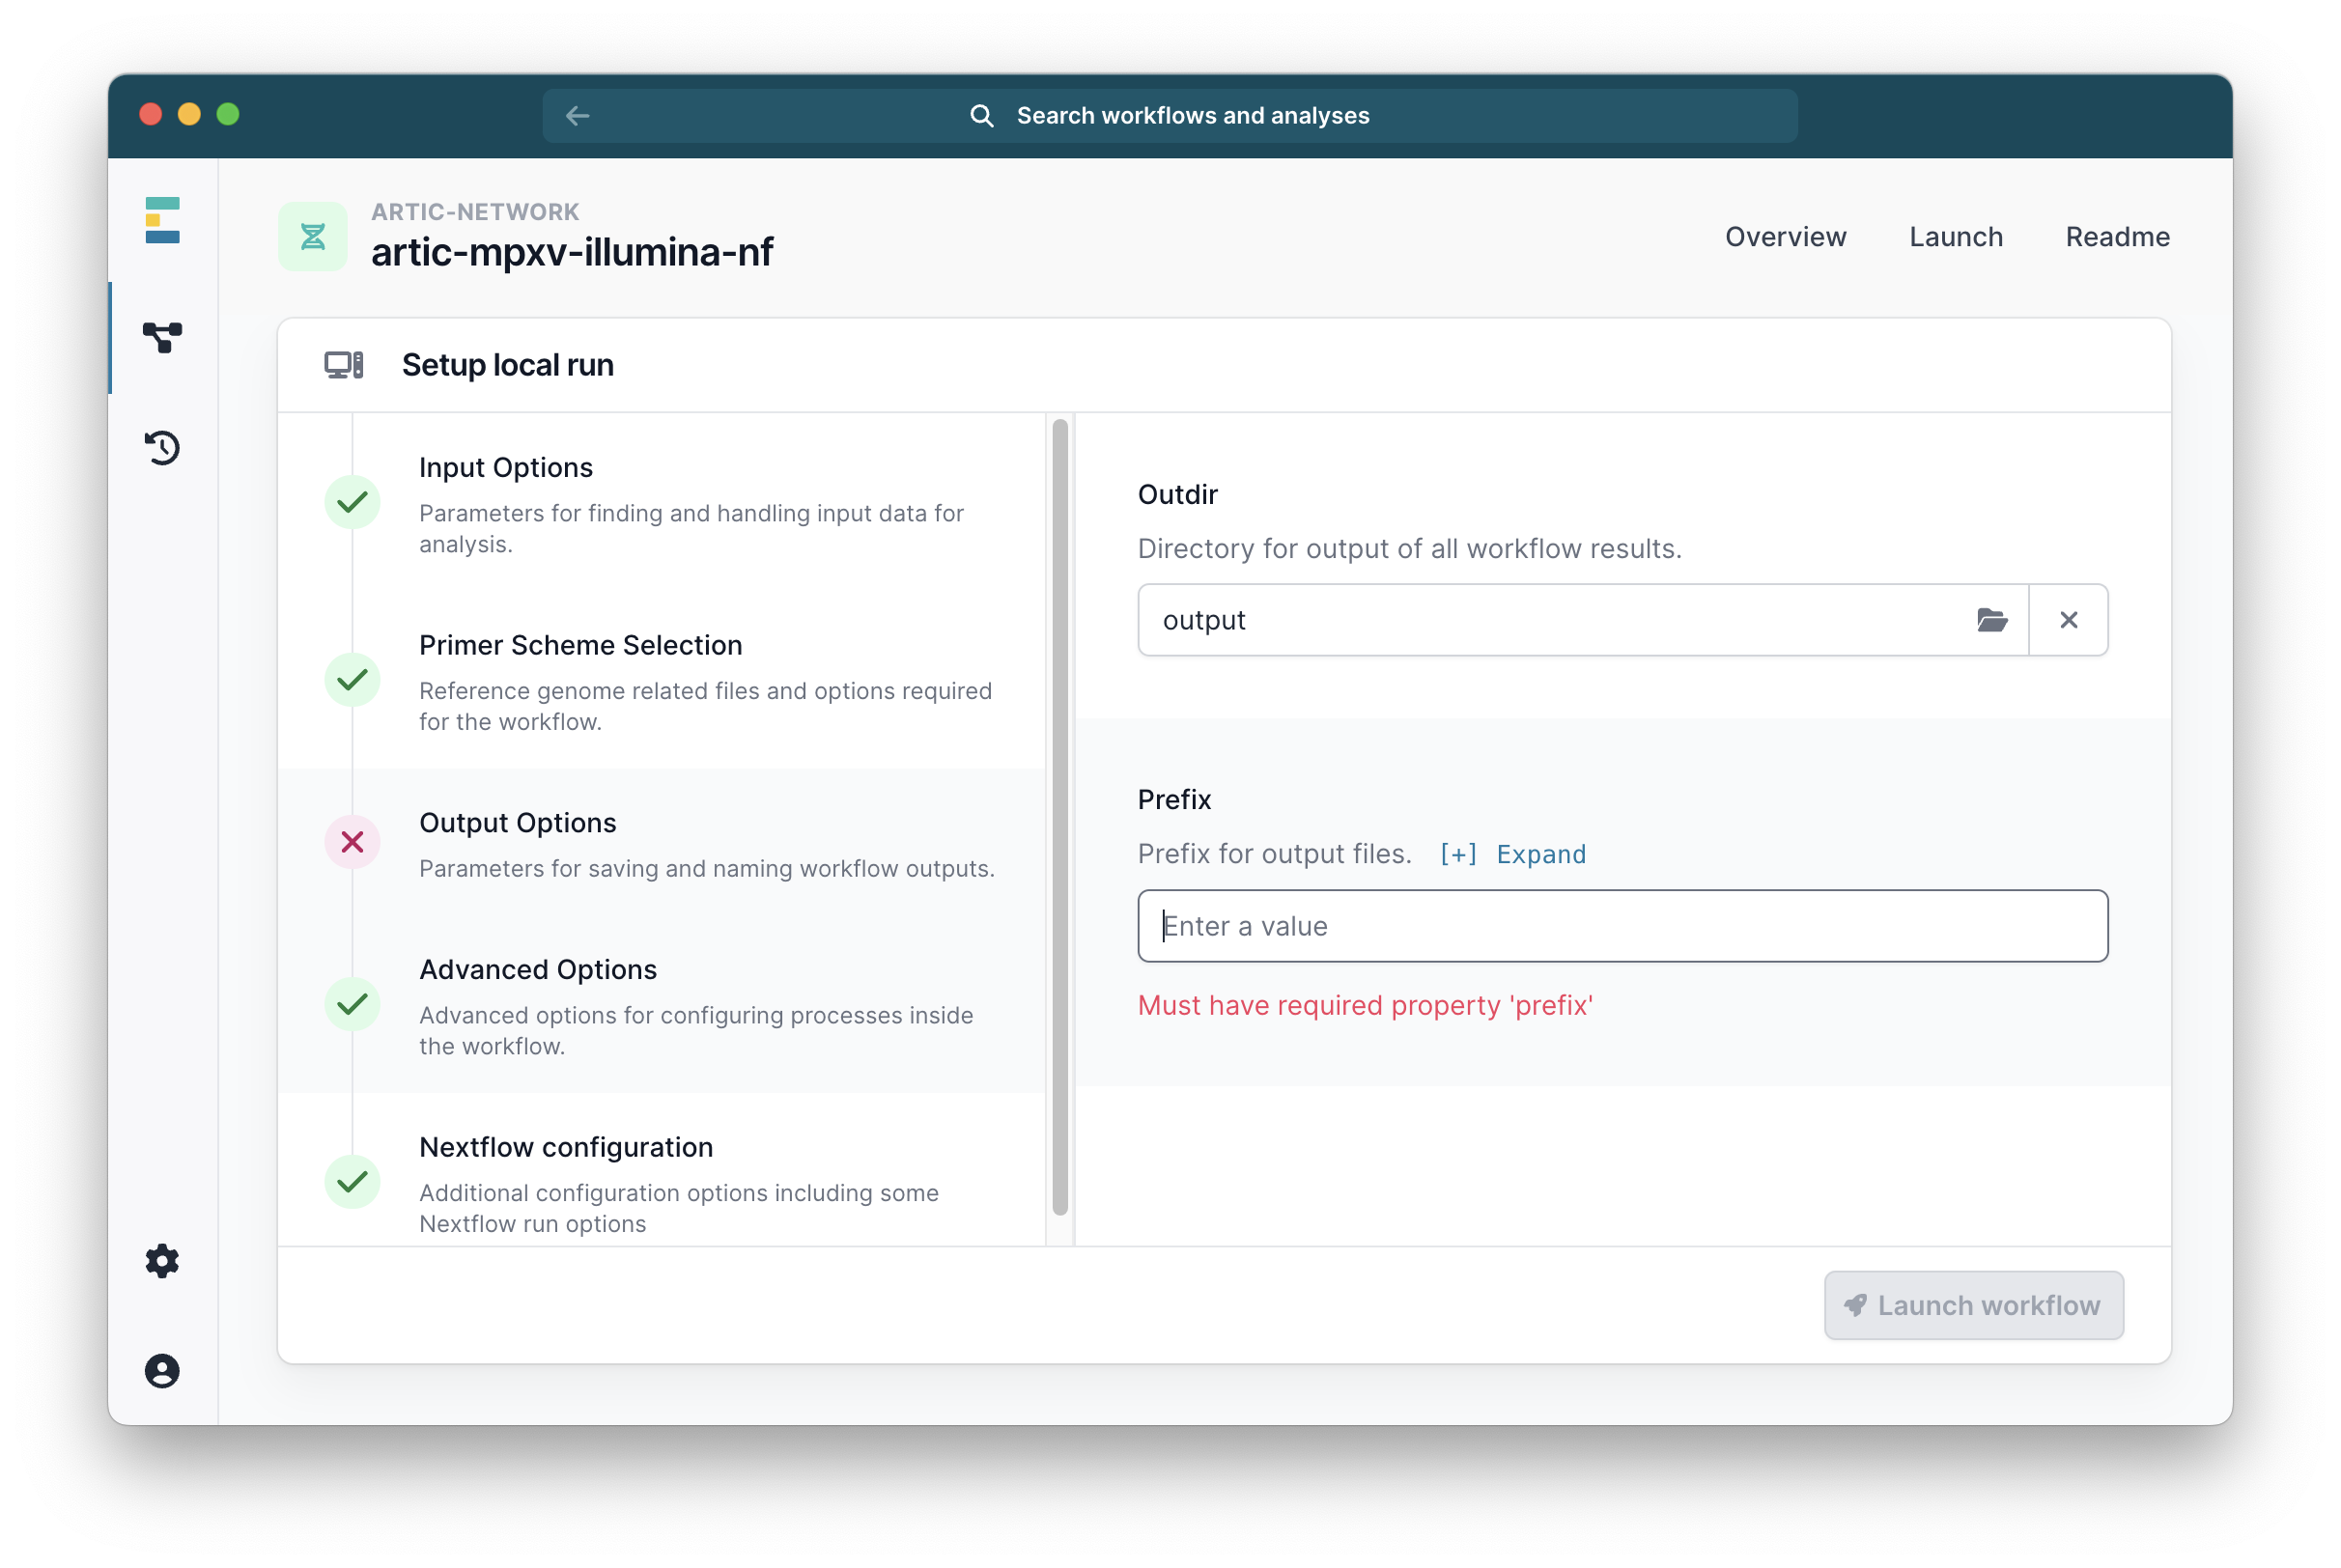 Search workflows and analyses
ARTIC-NETWORK
artic-mpxv-illumina-nf
Overview
Launch
Readme
Setup local run
Input Options
Parameters for finding and handling input data for
analysis.
Primer Scheme Selection
Reference genome related files and options required
for the workflow.
Output Options
Parameters for saving and naming workflow outputs.
Advanced Options
Advanced options for configuring processes inside
the workflow.
Nextflow configuration
Additional configuration options including some
Nextflow run options
Outdir
Directory for output of all workflow results.
output
Prefix
Prefix for output files. [+] Expand
Enter a value
Must have required property 'prefix'
Launch workflow